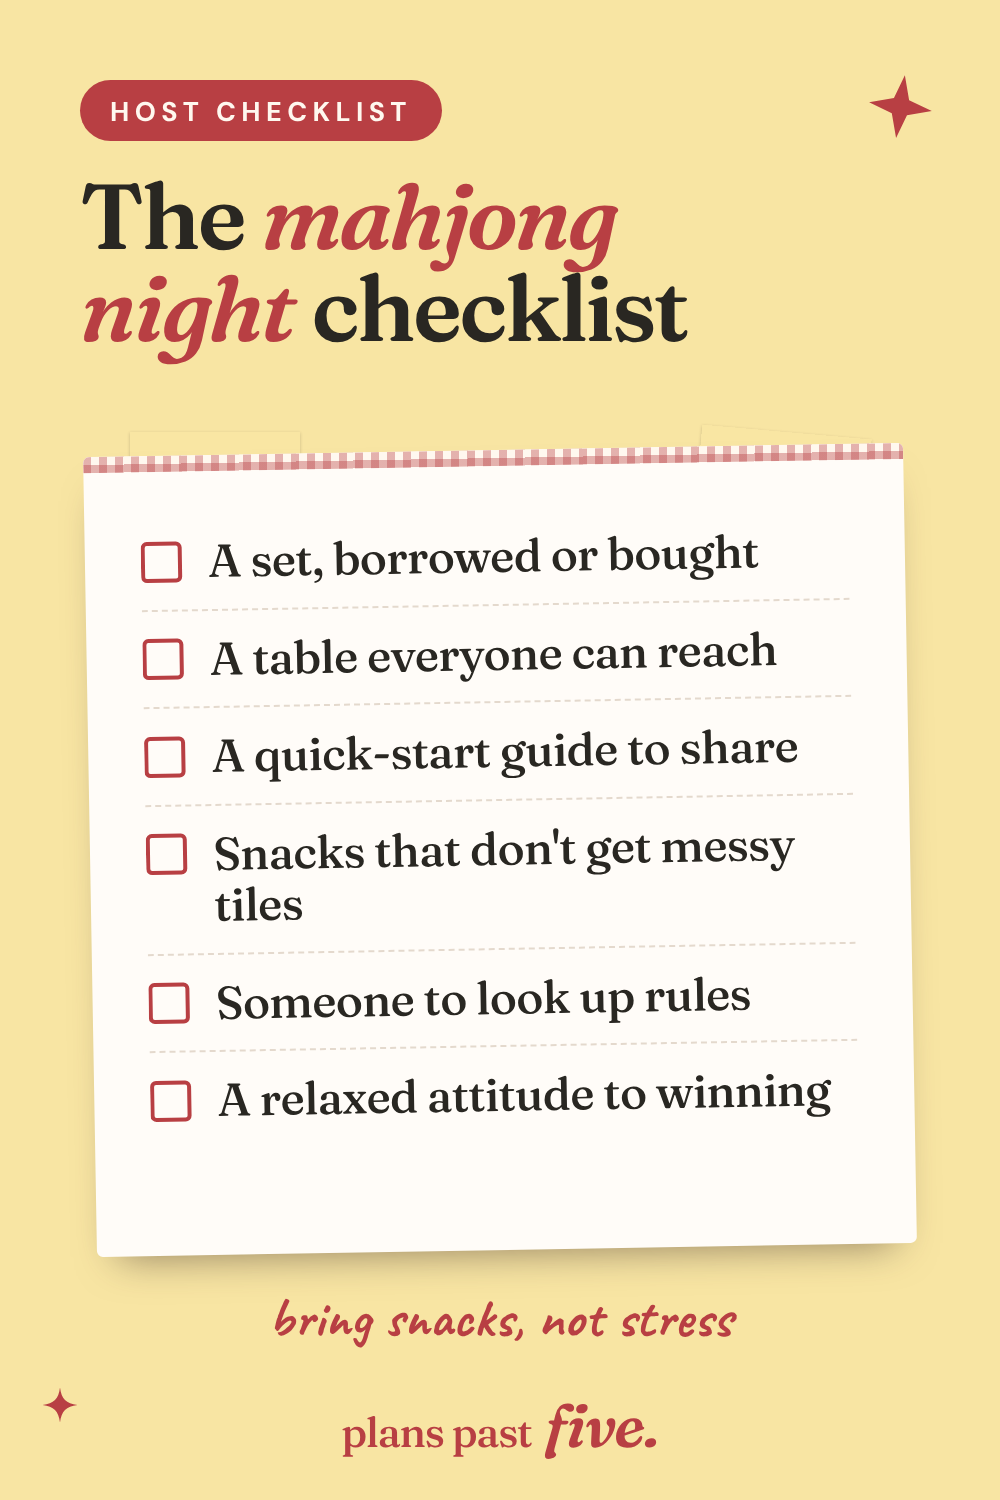 HOST CHECKLIST
The mahjong
night checklist
A set, borrowed or bought
A table everyone can reach
A quick-start guide to share
Snacks that don't get messy
tiles
Someone to look up rules
A relaxed attitude to winning
bring snacks, not stress
plans past five.